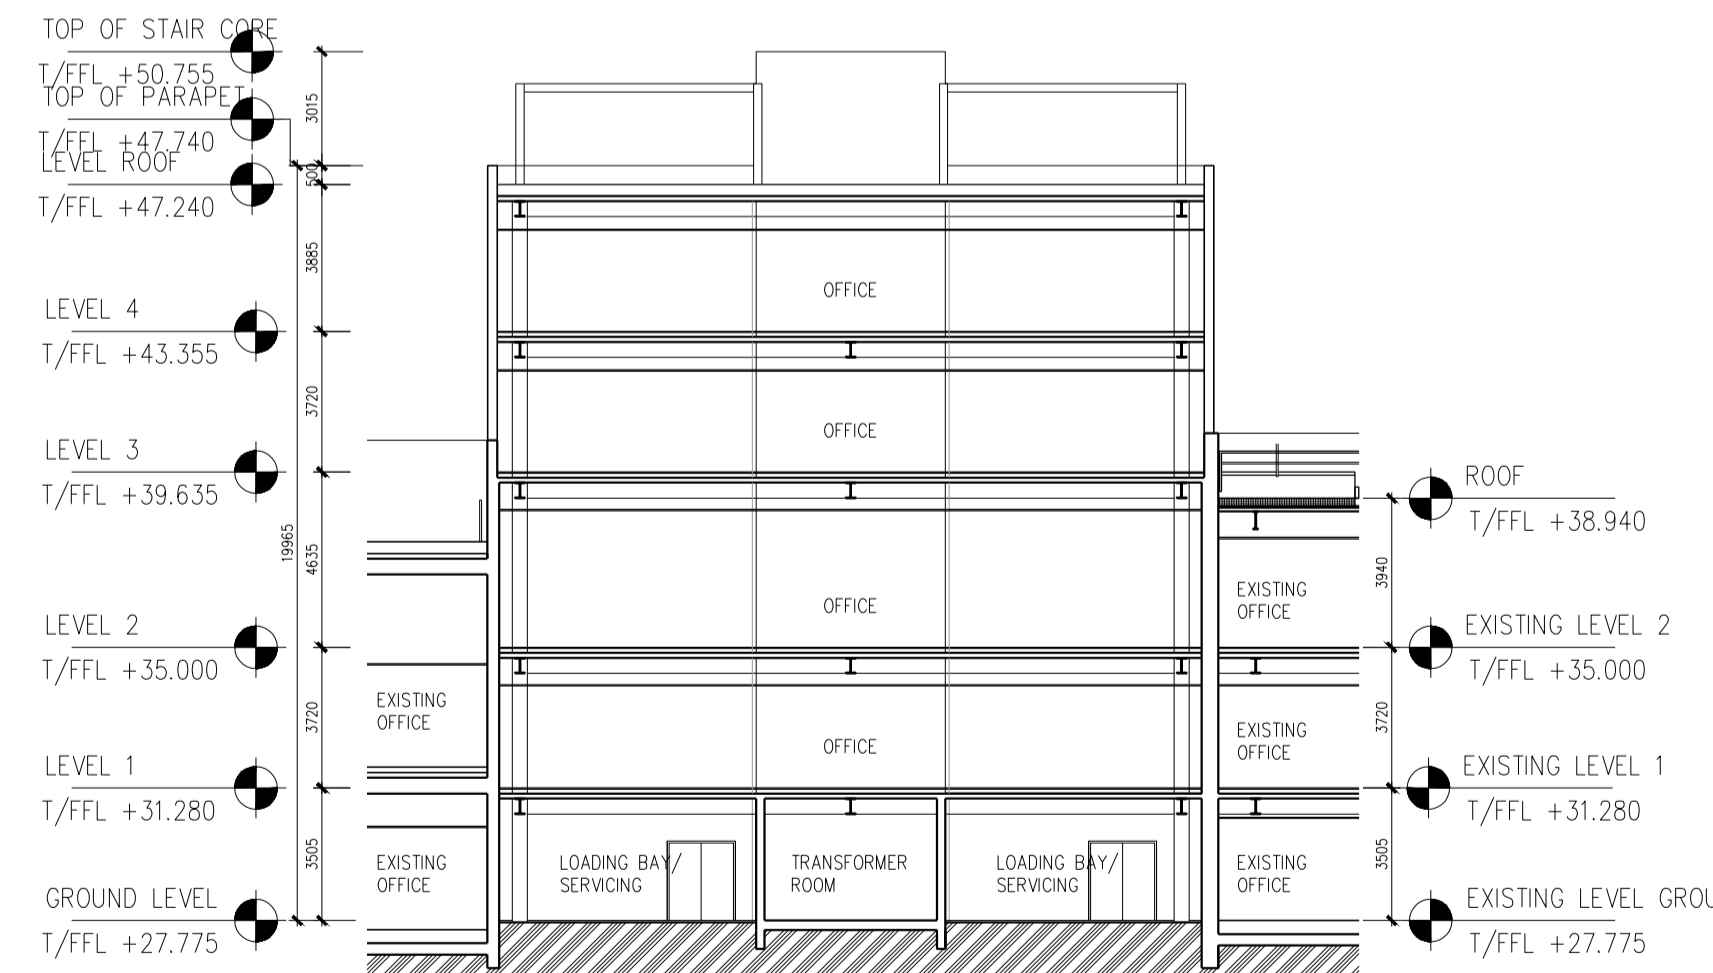 TOP OF STAIR CORE
T/FFL +50.755
TOP OF PARAPET
T/FFL +47.740
LEVEL ROOF
T/FFL +47.240
LEVEL 4
T/FFL +43.355
LEVEL 3
T/FFL +39.635
LEVEL 2
T/FFL +35.000
LEVEL 1
T/FFL +31.280
GROUND LEVEL
T/FFL +27.775
3015
500
3885
3720
4635
3720
3505
19965
OFFICE
OFFICE
OFFICE
OFFICE
EXISTING
OFFICE
EXISTING
OFFICE
LOADING BAY/
SERVICING
TRANSFORMER
ROOM
LOADING BAY/
SERVICING
EXISTING
OFFICE
EXISTING
OFFICE
EXISTING
OFFICE
3940
3720
3505
ROOF
T/FFL +38.940
EXISTING LEVEL 2
T/FFL +35.000
EXISTING LEVEL 1
T/FFL +31.280
EXISTING LEVEL GROU
T/FFL +27.775